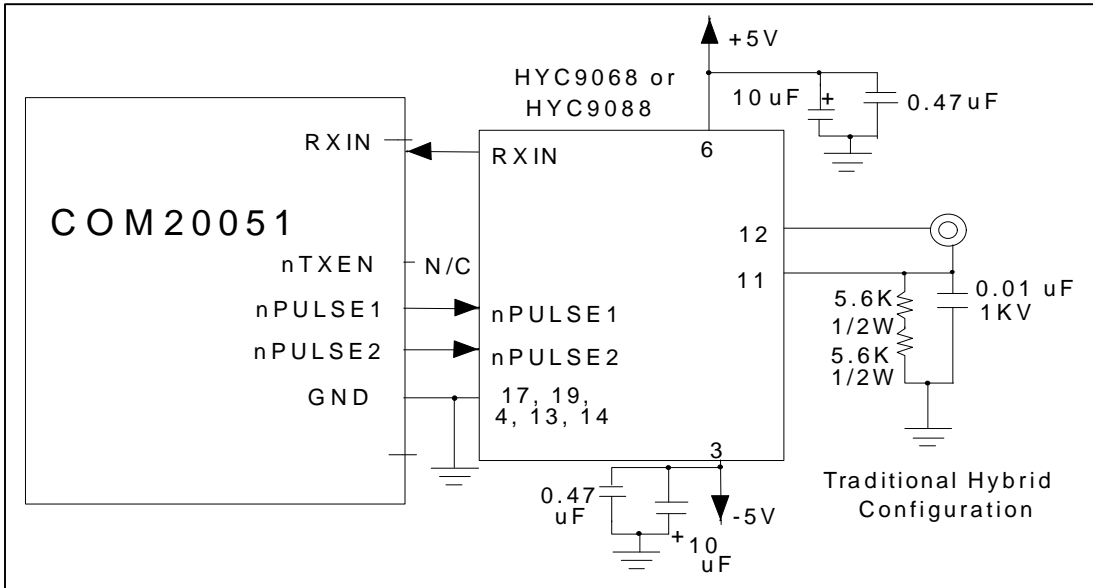 +5V
HYC9068 or
HYC9088
10 uF
+
0.47uF
RXIN
RXIN
6
COM20051
12
nTXEN
N/C
11
nPULSE1
nPULSE1
5.6K
1/2W
0.01 uF
1KV
nPULSE2
nPULSE2
5.6K
1/2W
GND
17, 19,
4, 13, 14
3
0.47
uF
+
10
uF
-5V
Traditional Hybrid
Configuration